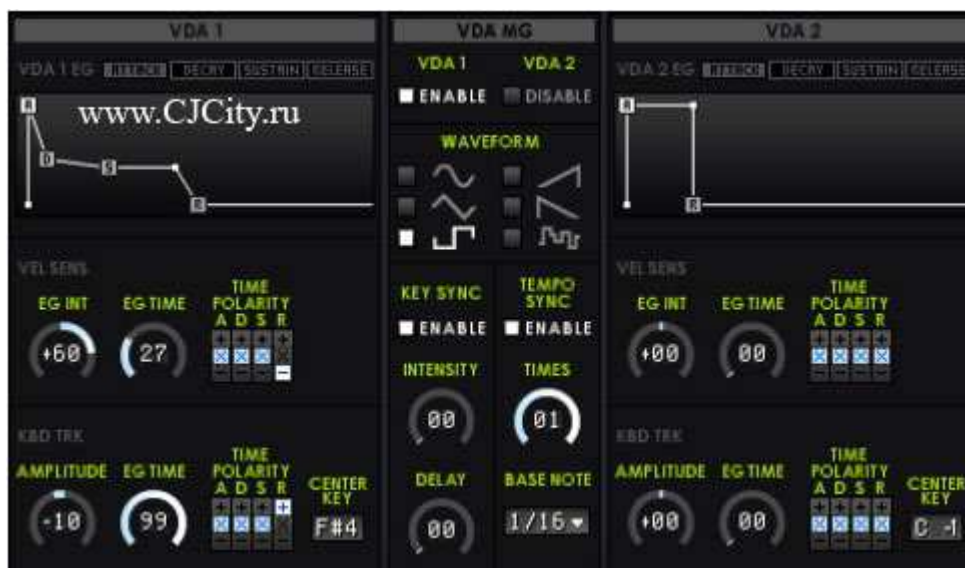 VDA 1
VDA 1 EG ATTACK DECAY SUSTAIN RELEASE
A
www.CJCity.ru
D
S
R
VEL SENS
EG INT EG TIME TIME POLARITY
A D S R
+60 27
KBD TRK
AMPLITUDE EG TIME TIME POLARITY
A D S R
CENTER KEY
-10 99 F#4
VDA MG
VDA 1 VDA 2
ENABLE DISABLE
WAVEFORM
KEY SYNC TEMPO SYNC
ENABLE ENABLE
INTENSITY TIMES
00 01
DELAY BASE NOTE
00 1/16
VDA 2
VDA 2 EG ATTACK DECAY SUSTAIN RELEASE
A
R
VEL SENS
EG INT EG TIME TIME POLARITY
A D S R
+00 00
KBD TRK
AMPLITUDE EG TIME TIME POLARITY
A D S R
CENTER KEY
+00 00 C -1